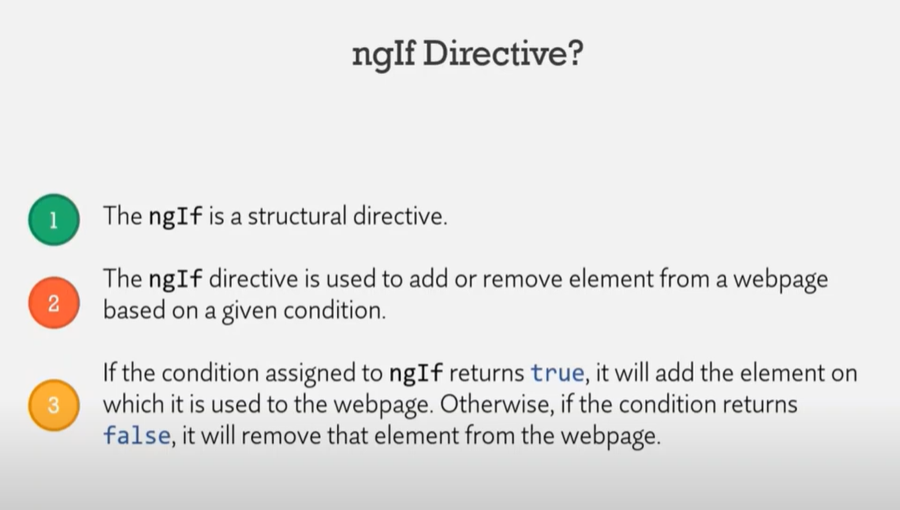 ngIf Directive?
1 The ngIf is a structural directive.
2 The ngIf directive is used to add or remove element from a webpage
based on a given condition.
If the condition assigned to ngIf returns true, it will add the element on
3 which it is used to the webpage. Otherwise, if the condition returns
false, it will remove that element from the webpage.